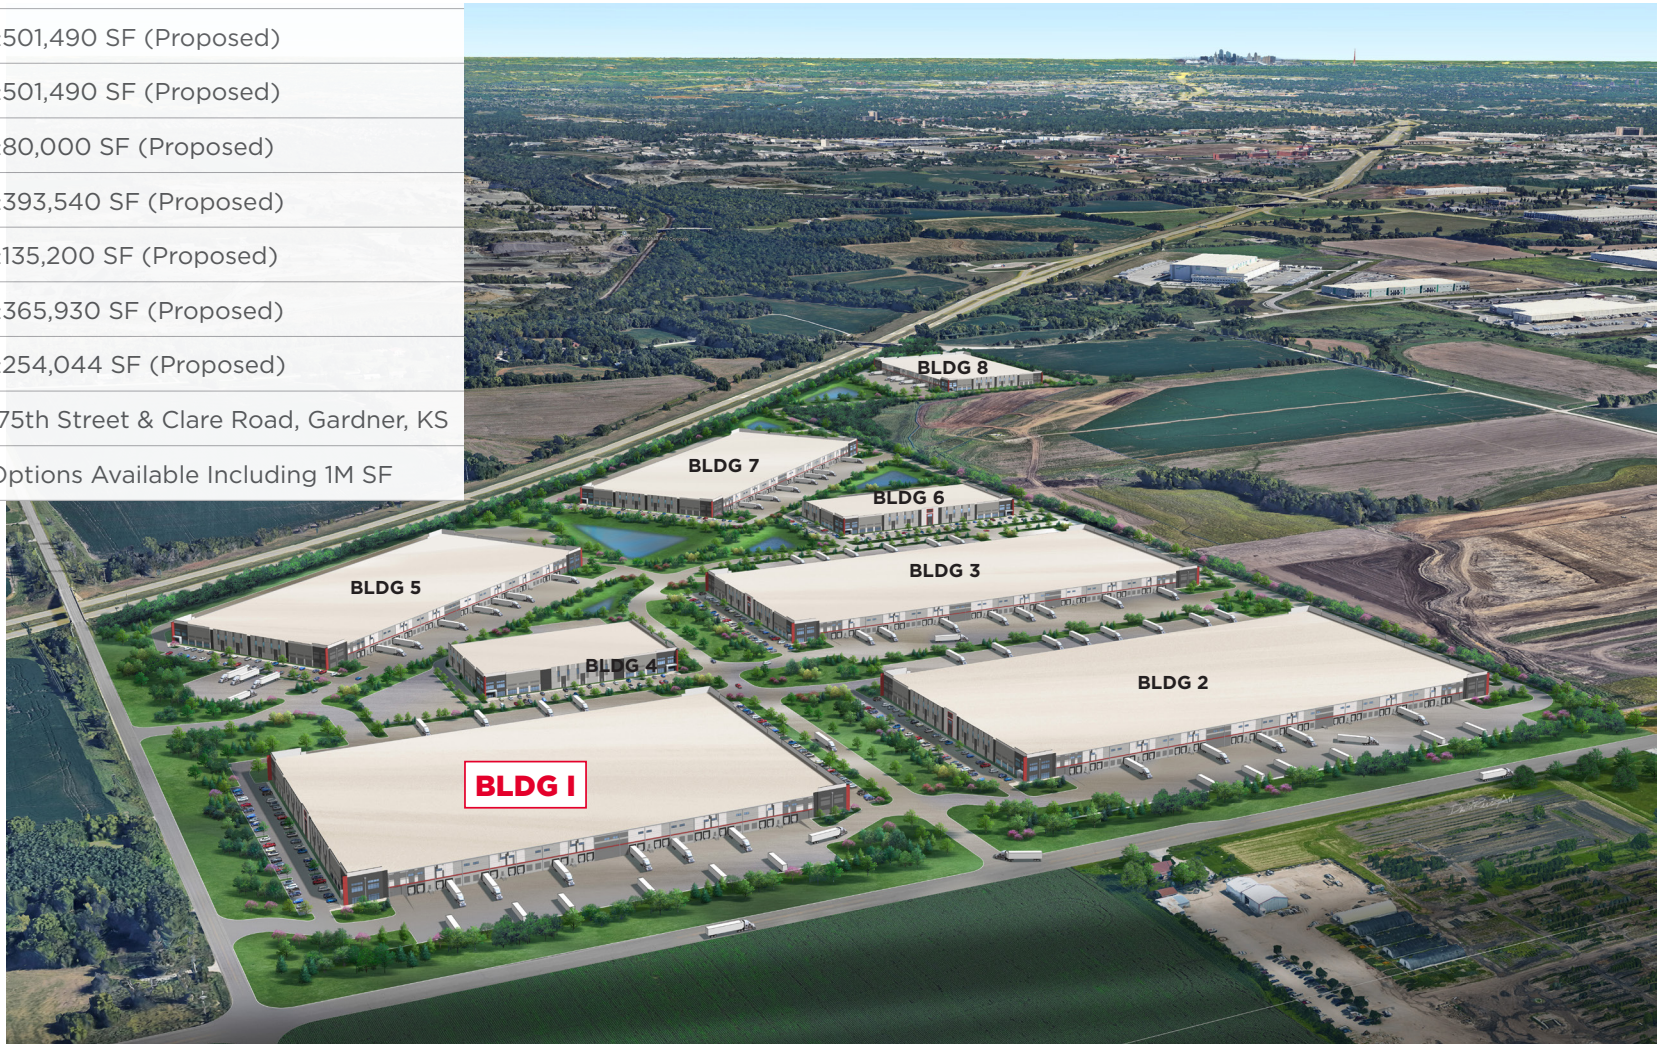 501,490 SF (Proposed)
501,490 SF (Proposed)
80,000 SF (Proposed)
393,540 SF (Proposed)
135,200 SF (Proposed)
365,930 SF (Proposed)
254,044 SF (Proposed)
75th Street & Clare Road, Gardner, KS
Options Available Including 1M SF
BLDG 8
BLDG 7
BLDG 6
BLDG 5
BLDG 3
BLDG 4
BLDG 2
BLDG I